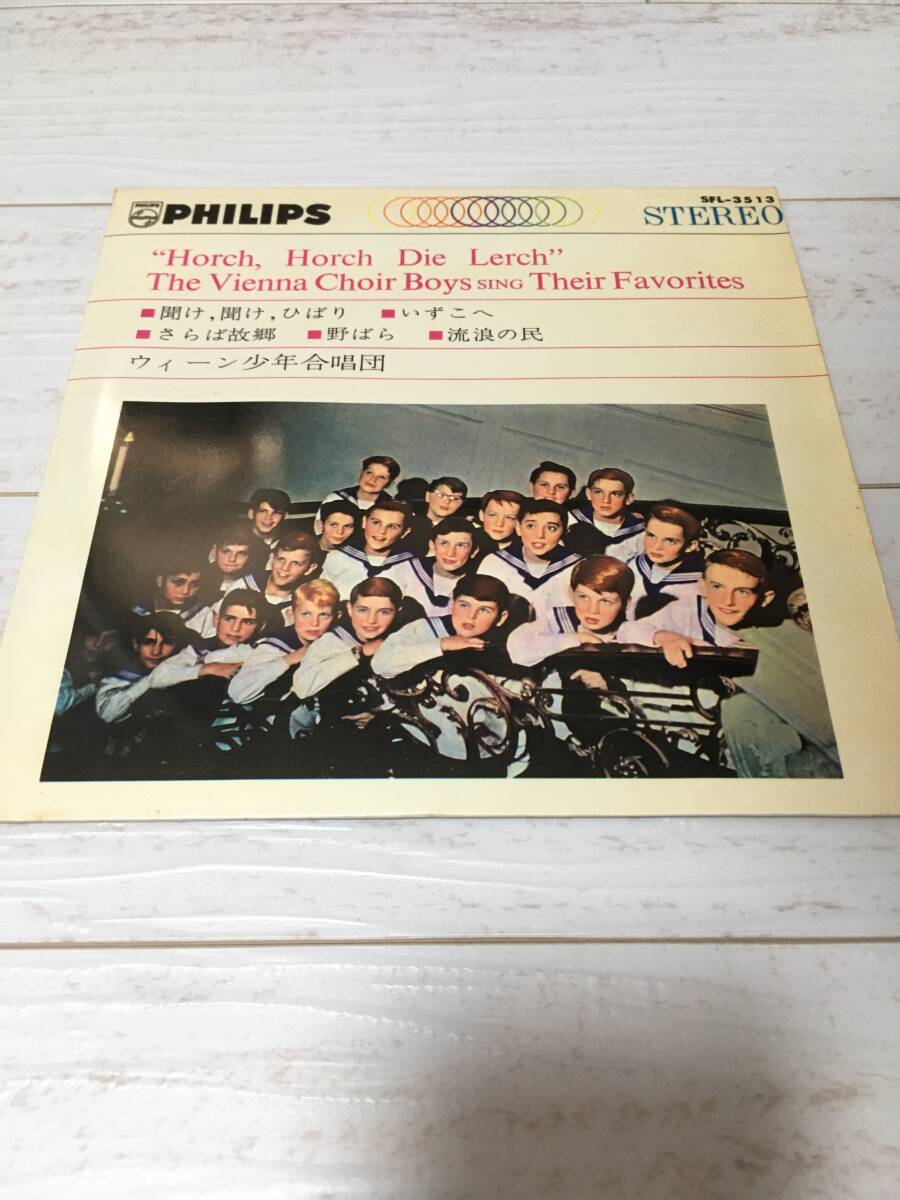 PHILIPS
PHILIPS
SFL-3513
STEREO
“Horch, Horch Die Lerch”
The Vienna Choir Boys SING Their Favorites
■聞け,聞け,ひばり ■いずこへ
■さらば故郷 ■野ばら ■流浪の民
ウィーン少年合唱団